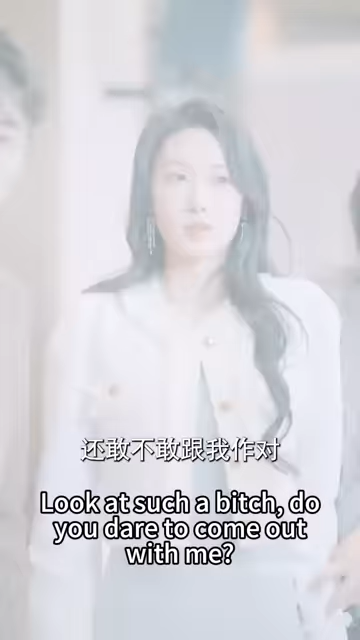 还敢不敢跟我作对
Look at such a bitch, do
you dare to come out
with me?